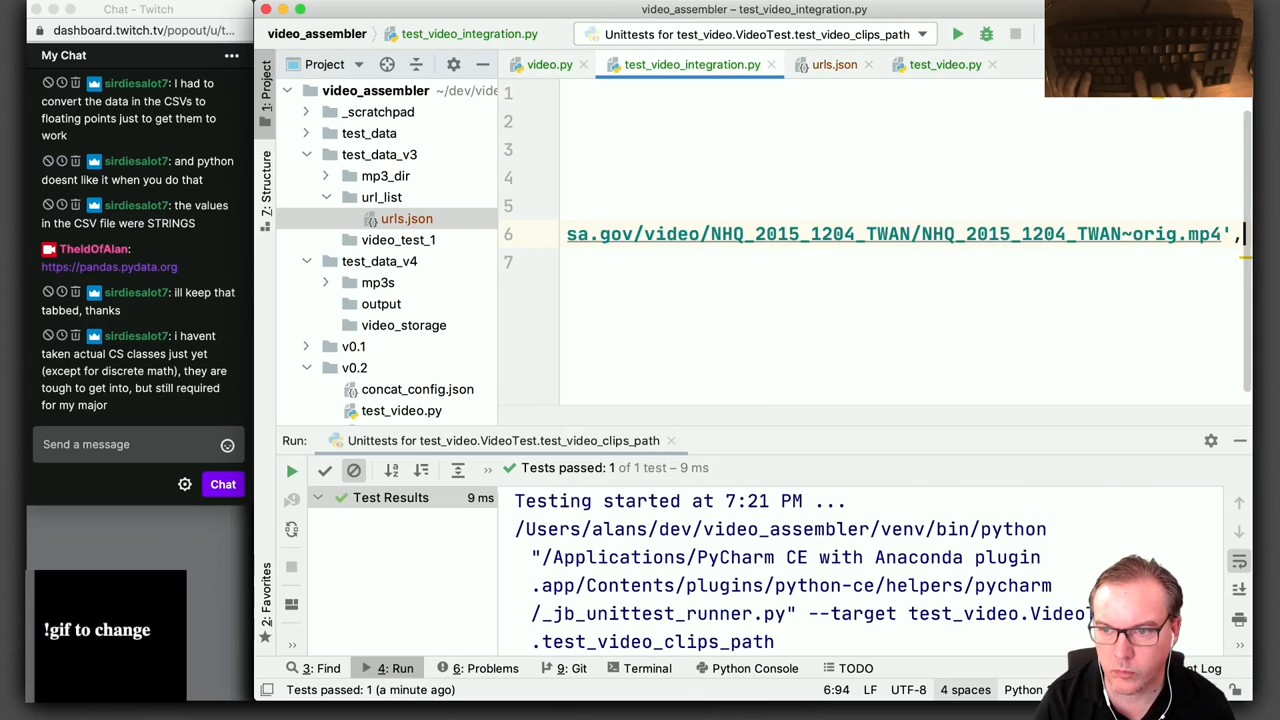 Chat - Twitch
dashboard.twitch.tv/popout/u/t...
My Chat
sirdiesalot7: I had to
convert the data in the CSVs to
floating points just to get them to
work
sirdiesalot7: and python
doesnt like it when you do that
sirdiesalot7: the values
in the CSV file were STRINGS
TheIdOfAlan:
https://pandas.pydata.org
sirdiesalot7: ill keep that
tabbed, thanks
sirdiesalot7: i havent
taken actual CS classes just yet
(except for discrete math), they are
tough to get into, but still required
for my major
Send a message
Chat
!gif to change
video_assembler – test_video_integration.py
video_assembler
test_video_integration.py
Unittests for test_video.VideoTest.test_video_clips_path
1: Project
7: Structure
2: Favorites
Project
video.py
test_video_integration.py
urls.json
test_video.py
video_assembler ~/dev/vide
_scratchpad
test_data
test_data_v3
mp3_dir
url_list
urls.json
video_test_1
test_data_v4
mp3s
output
video_storage
v0.1
v0.2
concat_config.json
test_video.py
1
2
3
4
5
6 sa.gov/video/NHQ_2015_1204_TWAN/NHQ_2015_1204_TWAN~orig.mp4',
7
Run:
Unittests for test_video.VideoTest.test_video_clips_path
Tests passed: 1 of 1 test – 9 ms
Test Results 9 ms
Testing started at 7:21 PM ...
/Users/alans/dev/video_assembler/venv/bin/python
"/Applications/PyCharm CE with Anaconda plugin
.app/Contents/plugins/python-ce/helpers/pycharm
/_jb_unittest_runner.py" --target test_video.VideoT
.test_video_clips_path
3: Find
4: Run
6: Problems
9: Git
Terminal
Python Console
TODO
nt Log
Tests passed: 1 (a minute ago)
6:94
LF
UTF-8
4 spaces
Python